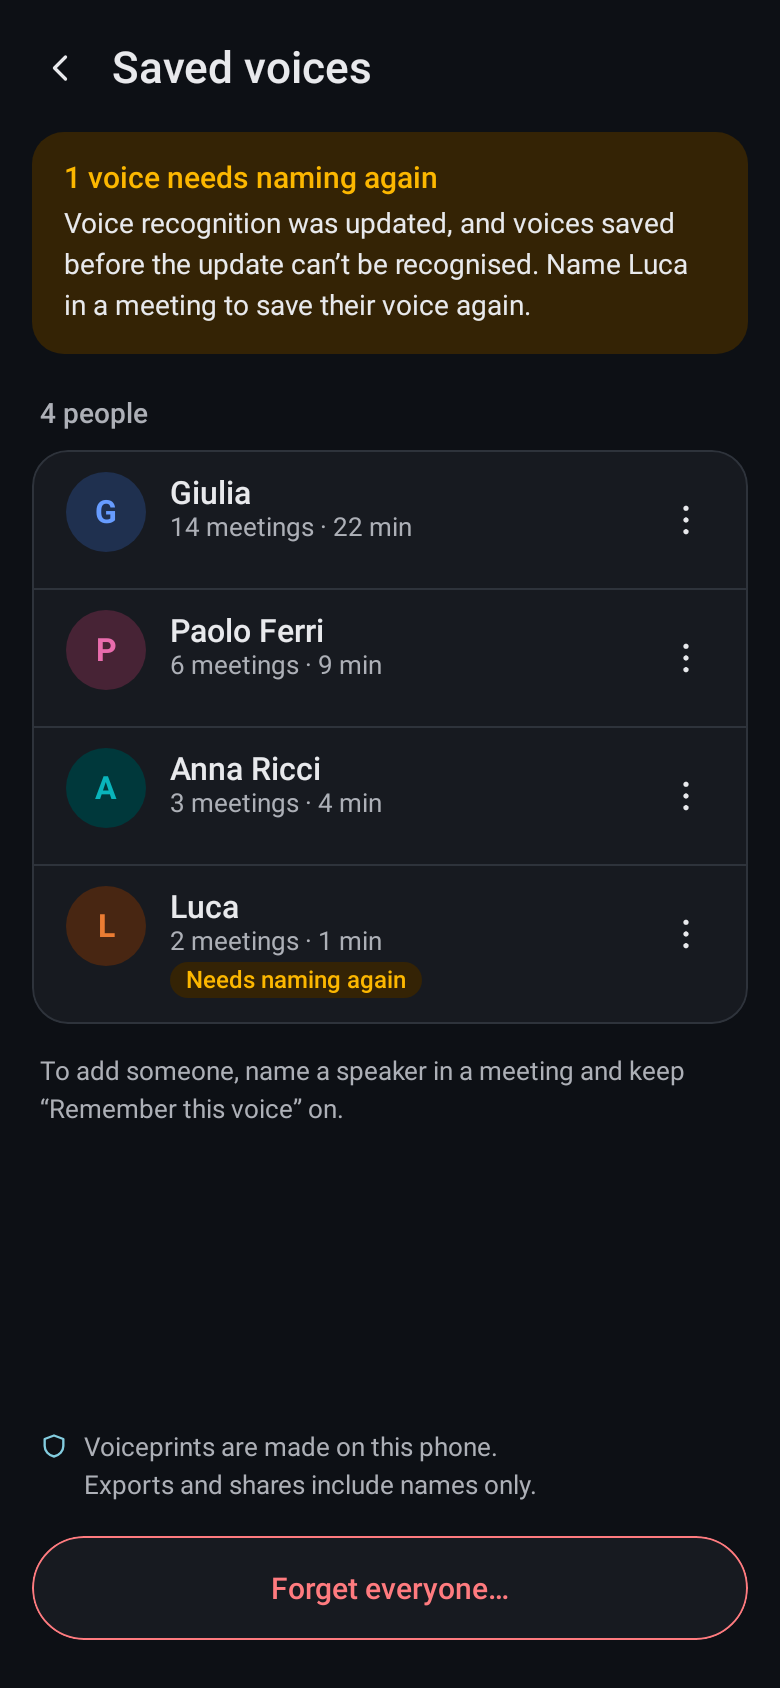 Saved voices
1 voice needs naming again
Voice recognition was updated, and voices saved
before the update can’t be recognised. Name Luca
in a meeting to save their voice again.
4 people
G
Giulia
14 meetings · 22 min
P
Paolo Ferri
6 meetings · 9 min
A
Anna Ricci
3 meetings · 4 min
L
Luca
2 meetings · 1 min
Needs naming again
To add someone, name a speaker in a meeting and keep
“Remember this voice” on.
Voiceprints are made on this phone.
Exports and shares include names only.
Forget everyone…